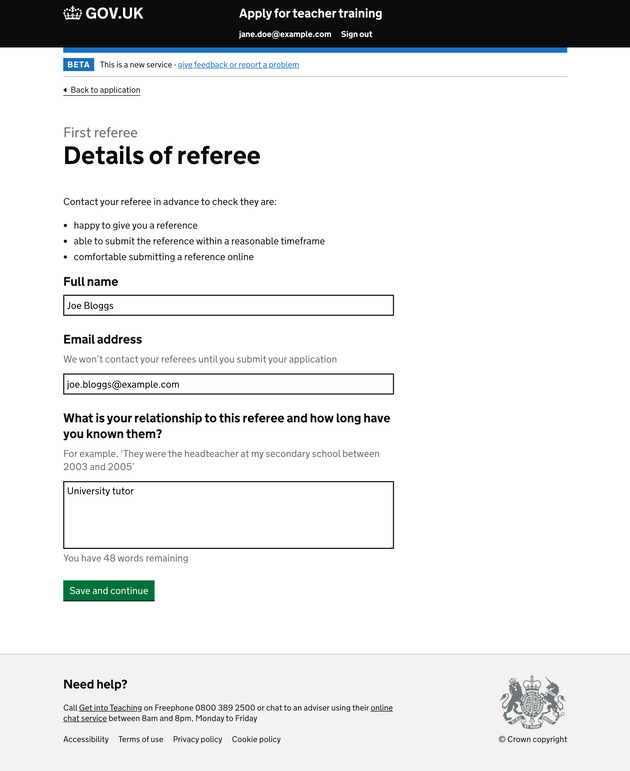 GOV.UK
Apply for teacher training
jane.doe@example.com Sign out
BETA This is a new service - give feedback or report a problem
Back to application
First referee
Details of referee
Contact your referee in advance to check they are:
• happy to give you a reference
• able to submit the reference within a reasonable timeframe
• comfortable submitting a reference online
Full name
Joe Bloggs
Email address
We won’t contact your referees until you submit your application
joe.bloggs@example.com
What is your relationship to this referee and how long have
you known them?
For example, ‘They were the headteacher at my secondary school between
2003 and 2005’
University tutor
You have 48 words remaining
Save and continue
Need help?
Call Get into Teaching on Freephone 0800 389 2500 or chat to an adviser using their online
chat service between 8am and 8pm, Monday to Friday
Accessibility Terms of use Privacy policy Cookie policy
© Crown copyright